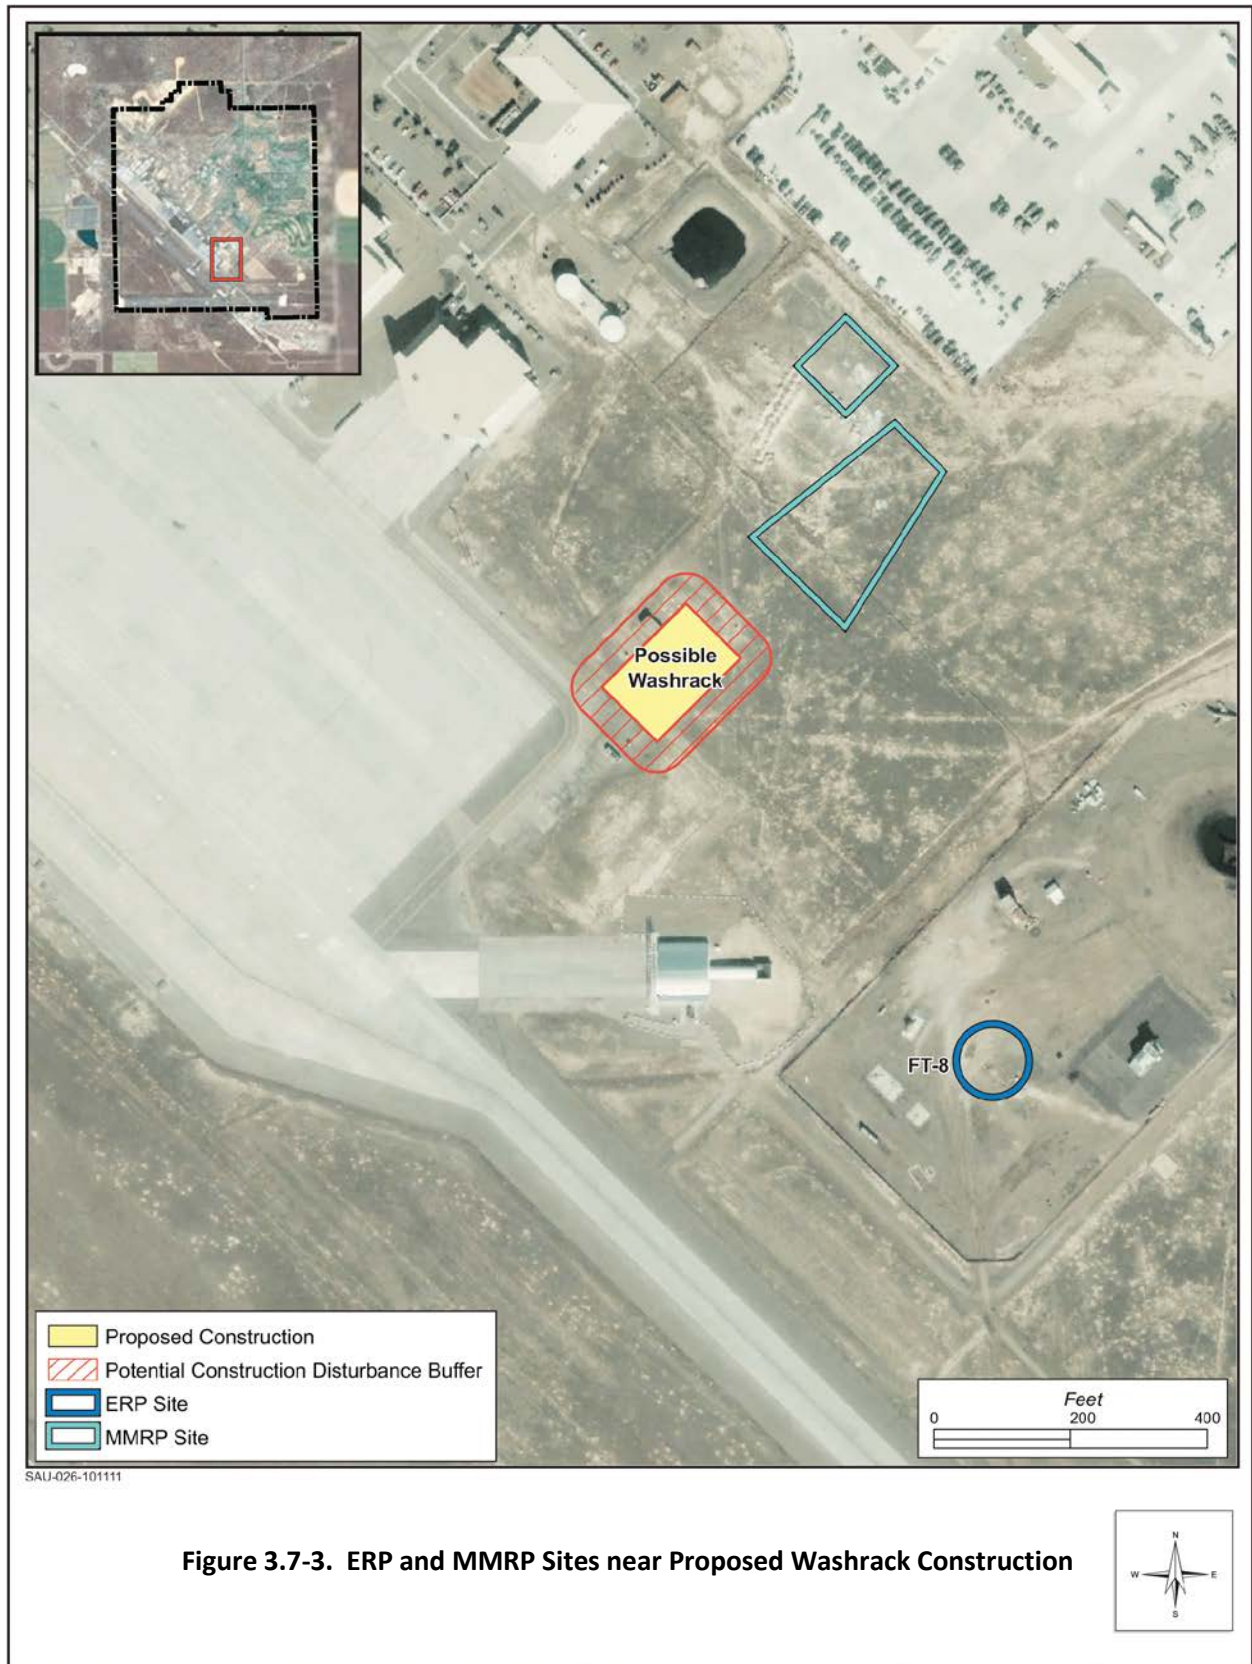 Possible
Washrack
FT-8
Proposed Construction
Potential Construction Disturbance Buffer
ERP Site
MMRP Site
Feet
0 200 400
SAU-026-101111
Figure 3.7-3. ERP and MMRP Sites near Proposed Washrack Construction
N
W E
S